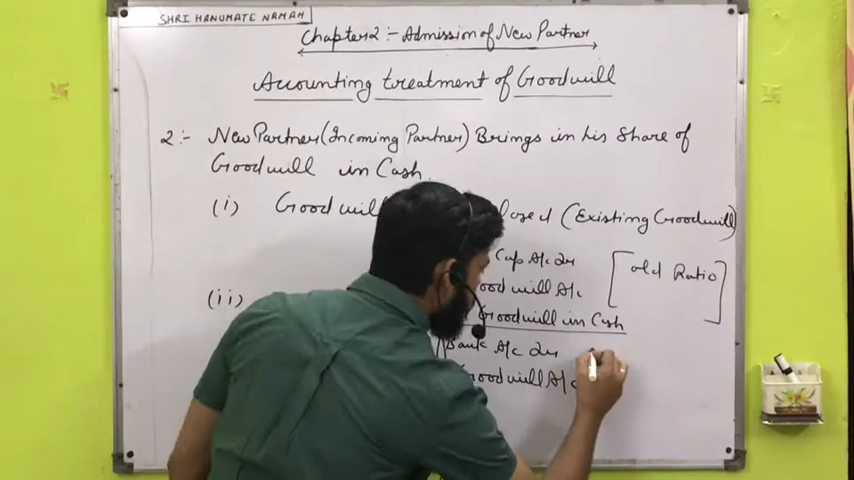 SHRI HANUMATE NAMAH
Chapter 2 :- Admission of New Partner
Accounting treatment of Goodwill
2 :- New Partner (Incoming Partner) Brings in his Share of
Goodwill in Cash.
(i) Goodwill (Existing Goodwill)
Cap A/c Dr
Goodwill A/c [Old Ratio]
(ii) Goodwill in Cash
Bank A/c Dr
Goodwill A/c